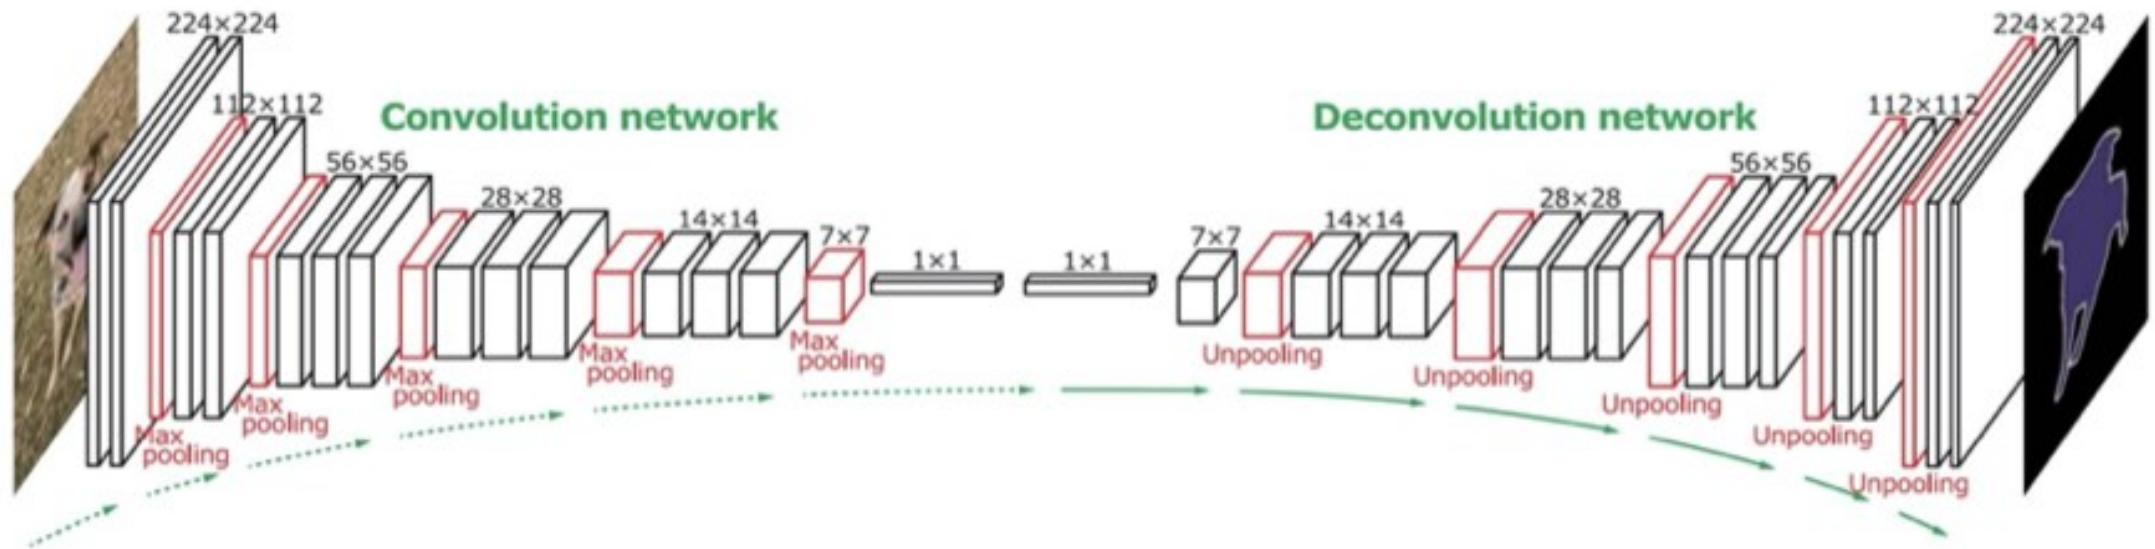 224×224
112×112
Convolution network
56×56
28×28
14×14
7×7
1×1
1×1
Max
pooling
Max
pooling
Max
pooling
Max
pooling
Max
pooling
Deconvolution network
7×7
14×14
28×28
56×56
112×112
224×224
Unpooling
Unpooling
Unpooling
Unpooling
Unpooling